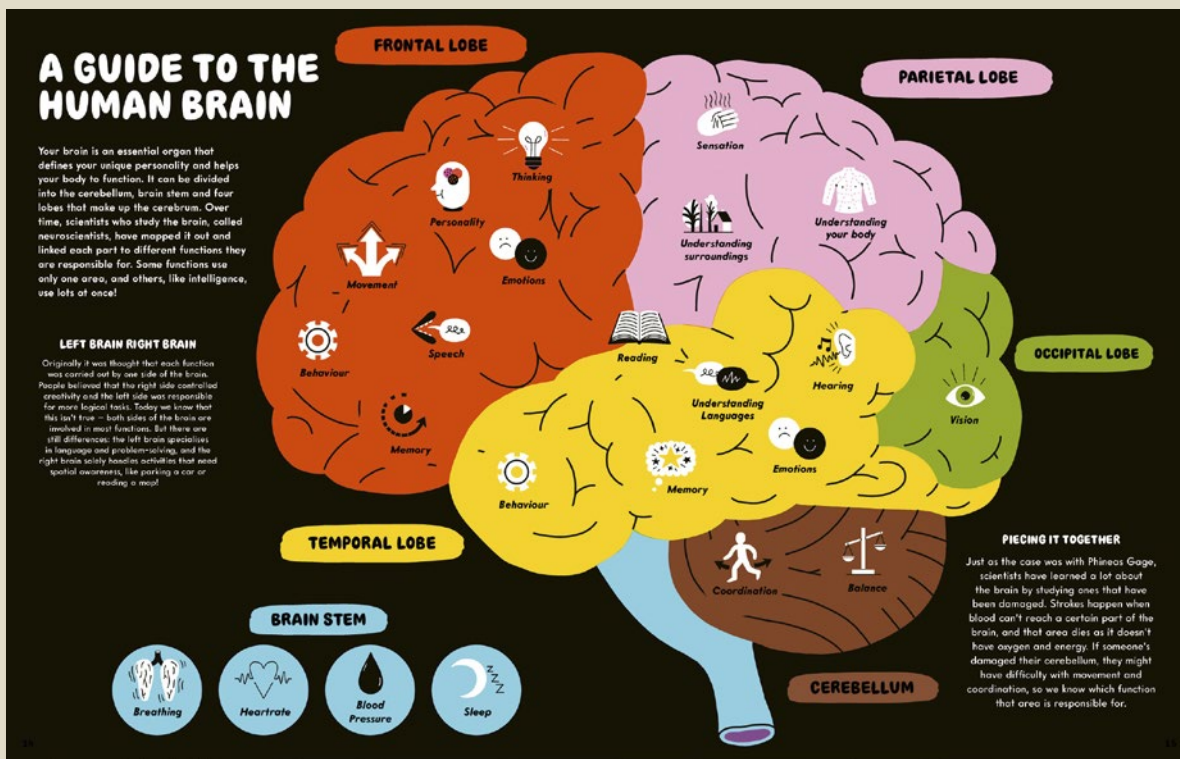 A GUIDE TO THE
HUMAN BRAIN
Your brain is an essential organ that
defines your unique personality and helps
your body to function. It can be divided
into the cerebellum, brain stem and four
lobes that make up the cerebrum. Over
time, scientists who study the brain, called
neuroscientists, have mapped it out and
linked each part to different functions they
are responsible for. Some functions use
only one area, and others, like intelligence,
use lots at once!
LEFT BRAIN RIGHT BRAIN
Originally it was thought that each function
was carried out by one side of the brain.
People believed that the right side controlled
creativity and the left side was responsible
for more logical tasks. Today we know that
this isn't true – both sides of the brain are
involved in most functions. But there are
still differences: the left brain specialises
in language and problem-solving, and the
right brain solely handles activities that need
spatial awareness, like parking a car or
reading a map!
FRONTAL LOBE
Thinking
Personality
Movement
Emotions
Speech
Behaviour
Memory
PARIETAL LOBE
Sensation
Understanding
your body
Understanding
surroundings
Reading
OCCIPITAL LOBE
Vision
TEMPORAL LOBE
Hearing
Understanding
Languages
Emotions
Memory
Behaviour
BRAIN STEM
Breathing
Heartrate
Blood
Pressure
Sleep
CEREBELLUM
Coordination
Balance
PIECING IT TOGETHER
Just as the case was with Phineas Gage,
scientists have learned a lot about
the brain by studying ones that have
been damaged. Strokes happen when
blood can't reach a certain part of the
brain, and that area dies as it doesn't
have oxygen and energy. If someone's
damaged their cerebellum, they might
have difficulty with movement and
coordination, so we know which function
that area is responsible for.